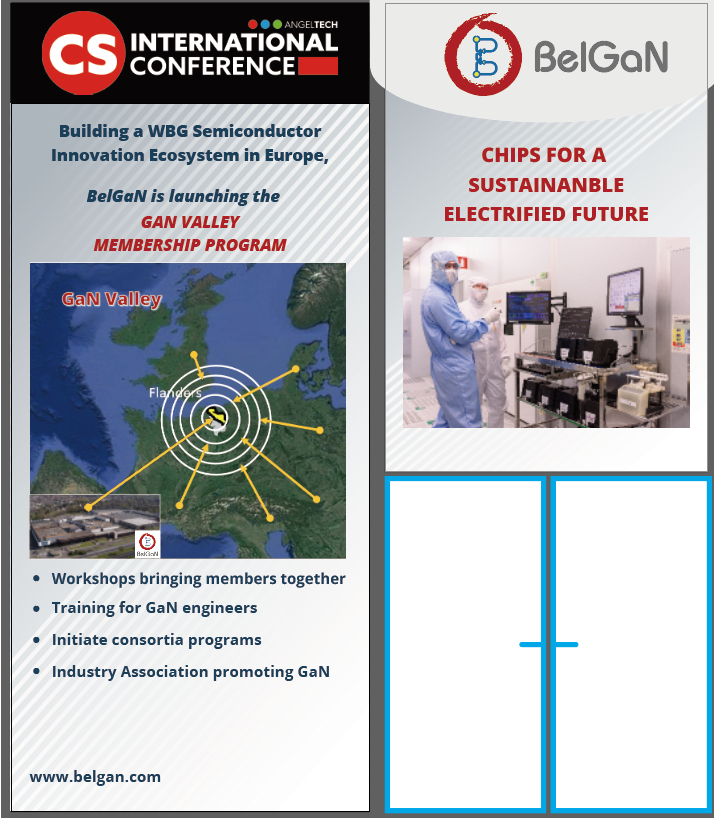 ANGELTECH
CS INTERNATIONAL
CONFERENCE
Building a WBG Semiconductor
Innovation Ecosystem in Europe,
BelGaN is launching the
GAN VALLEY
MEMBERSHIP PROGRAM
GaN Valley
Flanders
BelGaN
• Workshops bringing members together
• Training for GaN engineers
• Initiate consortia programs
• Industry Association promoting GaN
www.belgan.com
BelGaN
CHIPS FOR A
SUSTAINANBLE
ELECTRIFIED FUTURE